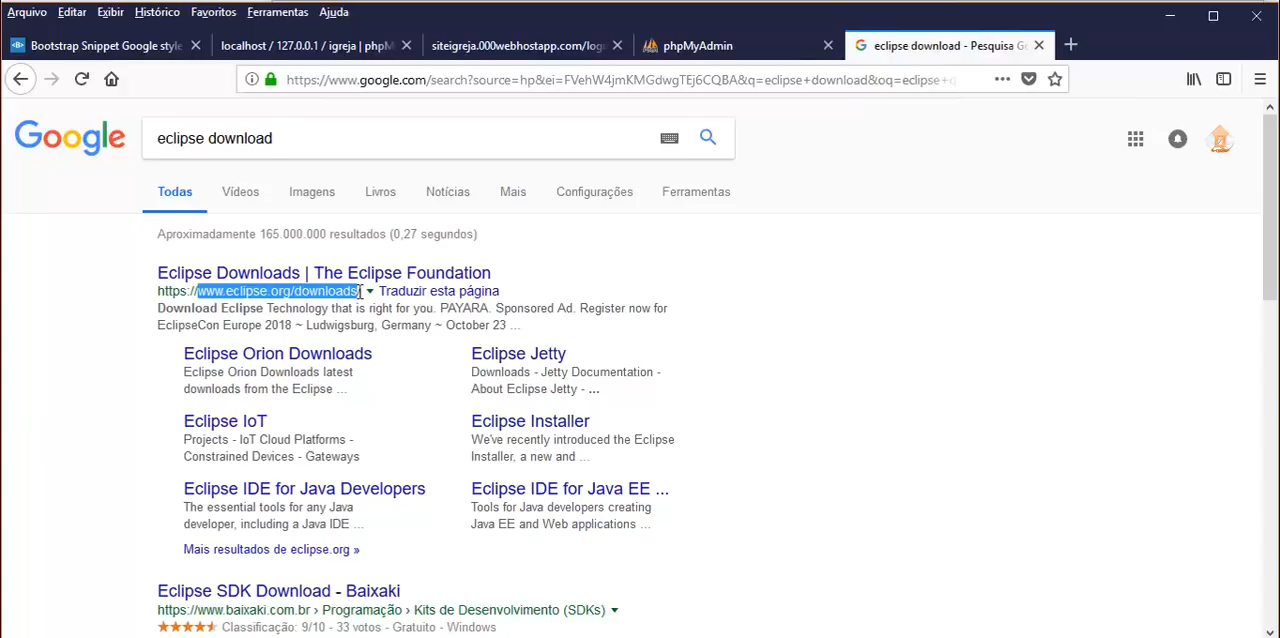 Arquivo Editar Exibir Histórico Favoritos Ferramentas Ajuda
Bootstrap Snippet Google style
localhost / 127.0.0.1 / igreja | phpM
siteigreja.000webhostapp.com/log
phpMyAdmin
eclipse download - Pesquisa Go
https://www.google.com/search?source=hp&ei=FVehW4jmKMGdwgTEj6CQBA&q=eclipse+download&oq=eclipse+d
Google
eclipse download
Todas Vídeos Imagens Livros Notícias Mais Configurações Ferramentas
Aproximadamente 165.000.000 resultados (0,27 segundos)
Eclipse Downloads | The Eclipse Foundation
https://www.eclipse.org/downloads/ Traduzir esta página
Download Eclipse Technology that is right for you. PAYARA. Sponsored Ad. Register now for
EclipseCon Europe 2018 ~ Ludwigsburg, Germany ~ October 23 ...
Eclipse Orion Downloads
Eclipse Orion Downloads latest
downloads from the Eclipse ...
Eclipse Jetty
Downloads - Jetty Documentation -
About Eclipse Jetty - ...
Eclipse IoT
Projects - IoT Cloud Platforms -
Constrained Devices - Gateways
Eclipse Installer
We've recently introduced the Eclipse
Installer, a new and ...
Eclipse IDE for Java Developers
The essential tools for any Java
developer, including a Java IDE ...
Eclipse IDE for Java EE ...
Tools for Java developers creating
Java EE and Web applications ...
Mais resultados de eclipse.org »
Eclipse SDK Download - Baixaki
https://www.baixaki.com.br › Programação › Kits de Desenvolvimento (SDKs)
Classificação: 9/10 - 33 votos - Gratuito - Windows